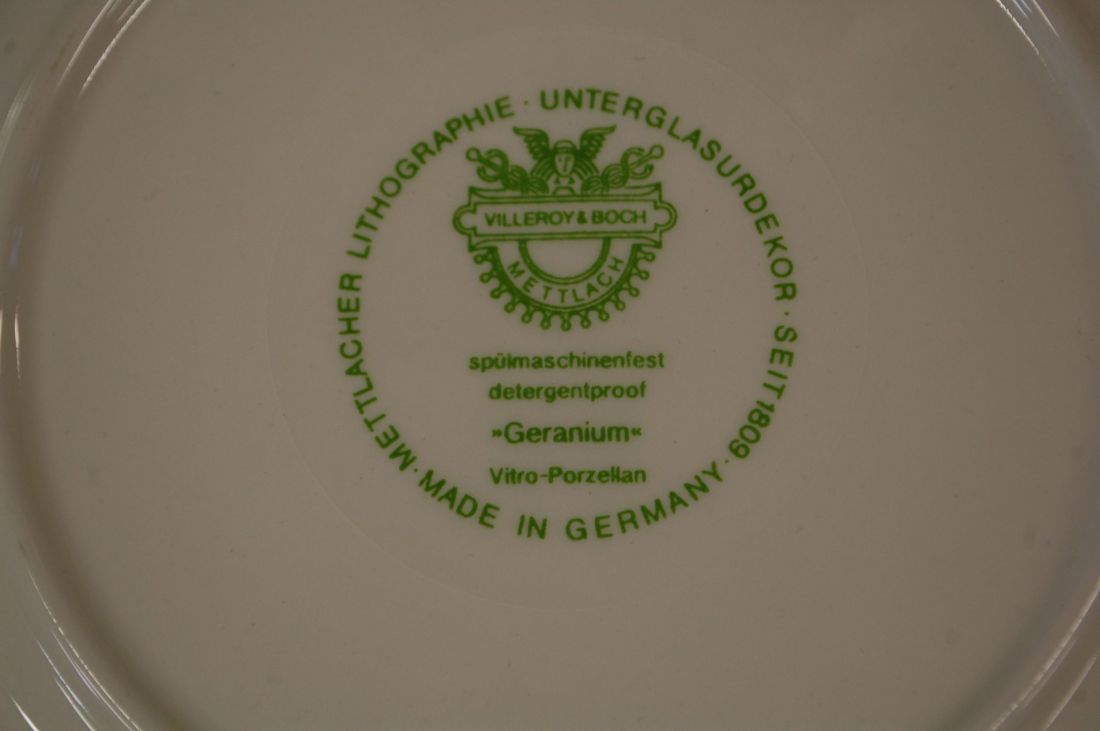 METTLACHER LITHOGRAPHIE · UNTERGLASURDEKOR · SEIT 1809 ·
MADE IN GERMANY ·
VILLEROY & BOCH
METTLACH
spülmaschinenfest
detergentproof
»Geranium«
Vitro-Porzellan